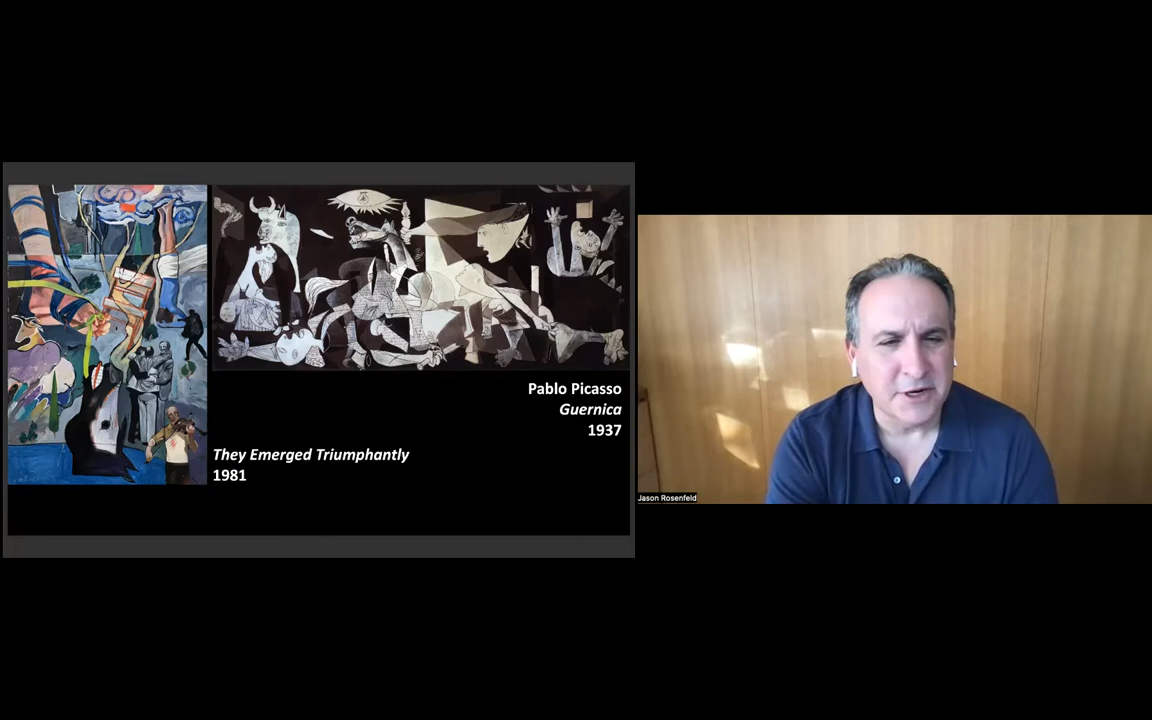 Pablo Picasso
Guernica
1937
They Emerged Triumphantly
1981
Jason Rosenfeld